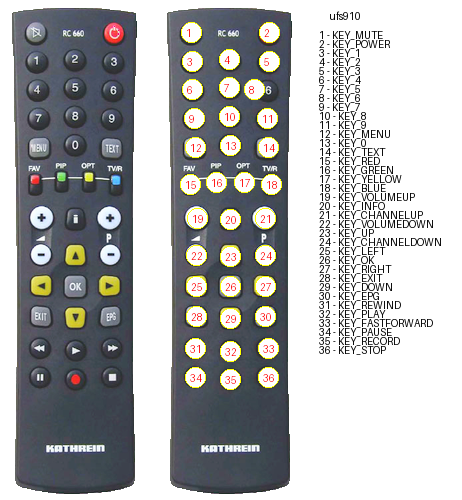 ufs910
RC 660
1 2 3
4 5 6
7 8 9
MENU 0 TEXT
FAV PIP OPT TV/R
+ i +
P
- -
OK
EXIT EPG
KATHREIN
1 RC 660 2
3 4 5
6 7 8 6
9 10 11
12 13 14
FAV PIP OPT TV/R
15 16 17 18
19 20 21
P
22 23 24
25 26 27
28 29 30
31 32 33
34 35 36
KATHREIN
1 - KEY_MUTE
2 - KEY_POWER
3 - KEY_1
4 - KEY_2
5 - KEY_3
6 - KEY_4
7 - KEY_5
8 - KEY_6
9 - KEY_7
10 - KEY_8
11 - KEY_9
12 - KEY_MENU
13 - KEY_0
14 - KEY_TEXT
15 - KEY_RED
16 - KEY_GREEN
17 - KEY_YELLOW
18 - KEY_BLUE
19 - KEY_VOLUMEUP
20 - KEY_INFO
21 - KEY_CHANNELUP
22 - KEY_VOLUMEDOWN
23 - KEY_UP
24 - KEY_CHANNELDOWN
25 - KEY_LEFT
26 - KEY_OK
27 - KEY_RIGHT
28 - KEY_EXIT
29 - KEY_DOWN
30 - KEY_EPG
31 - KEY_REWIND
32 - KEY_PLAY
33 - KEY_FASTFORWARD
34 - KEY_PAUSE
35 - KEY_RECORD
36 - KEY_STOP